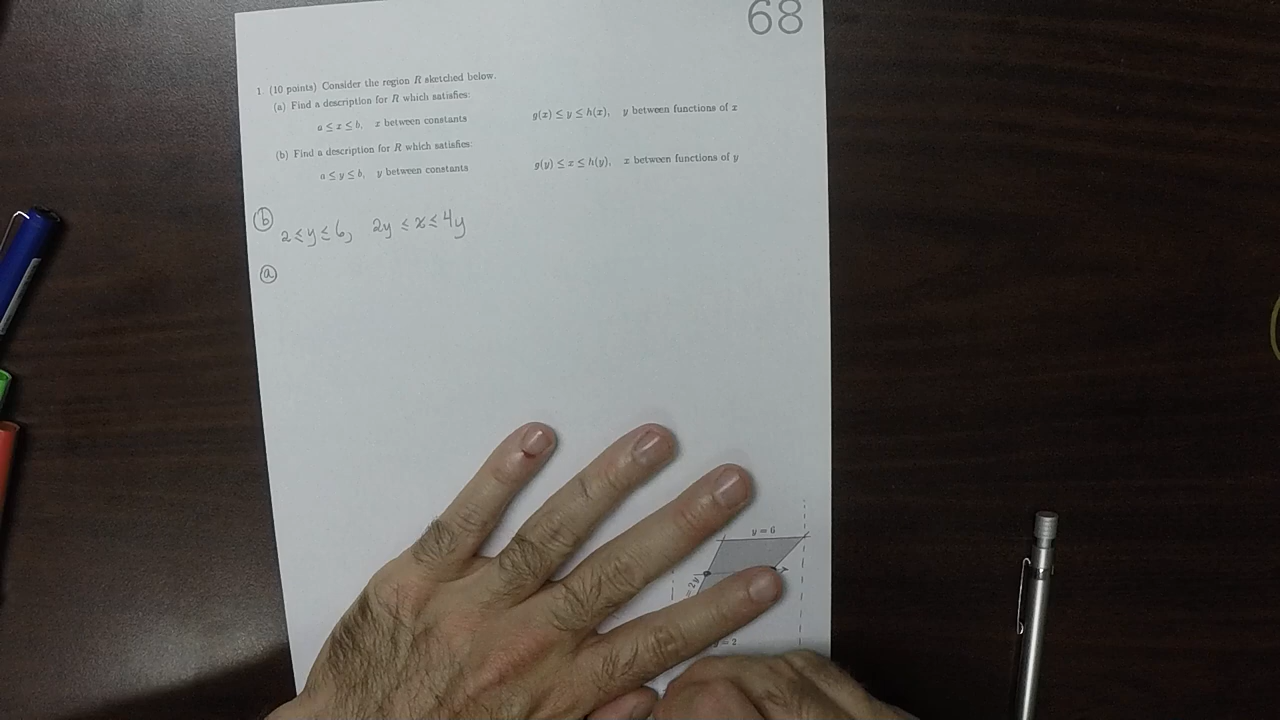 68
1. (10 points) Consider the region R sketched below.
(a) Find a description for R which satisfies:
a ≤ x ≤ b, x between constants g(x) ≤ y ≤ h(x), y between functions of x
(b) Find a description for R which satisfies:
a ≤ y ≤ b, y between constants g(y) ≤ x ≤ h(y), x between functions of y
(b) 2 ≤ y ≤ 6, 2y ≤ x ≤ 4y
(a)
y = 6
= 2y
y = 2